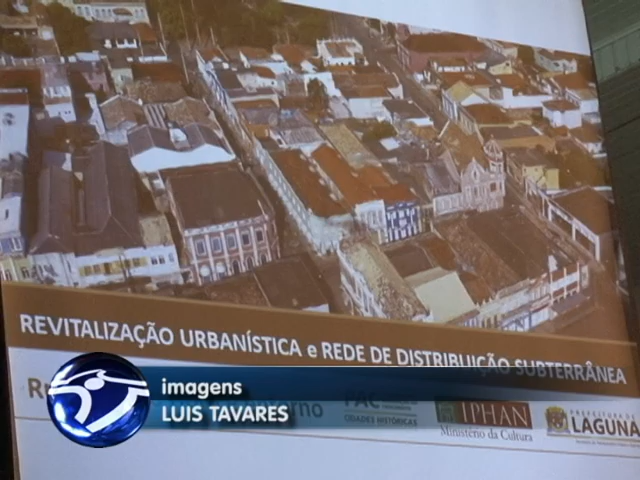 REVITALIZAÇÃO URBANÍSTICA e REDE DE DISTRIBUIÇÃO SUBTERRÂNEA
imagens
LUIS TAVARES
PAC
CIDADES HISTÓRICAS
IPHAN
Ministério da Cultura
PREFEITURA DE
LAGUNA